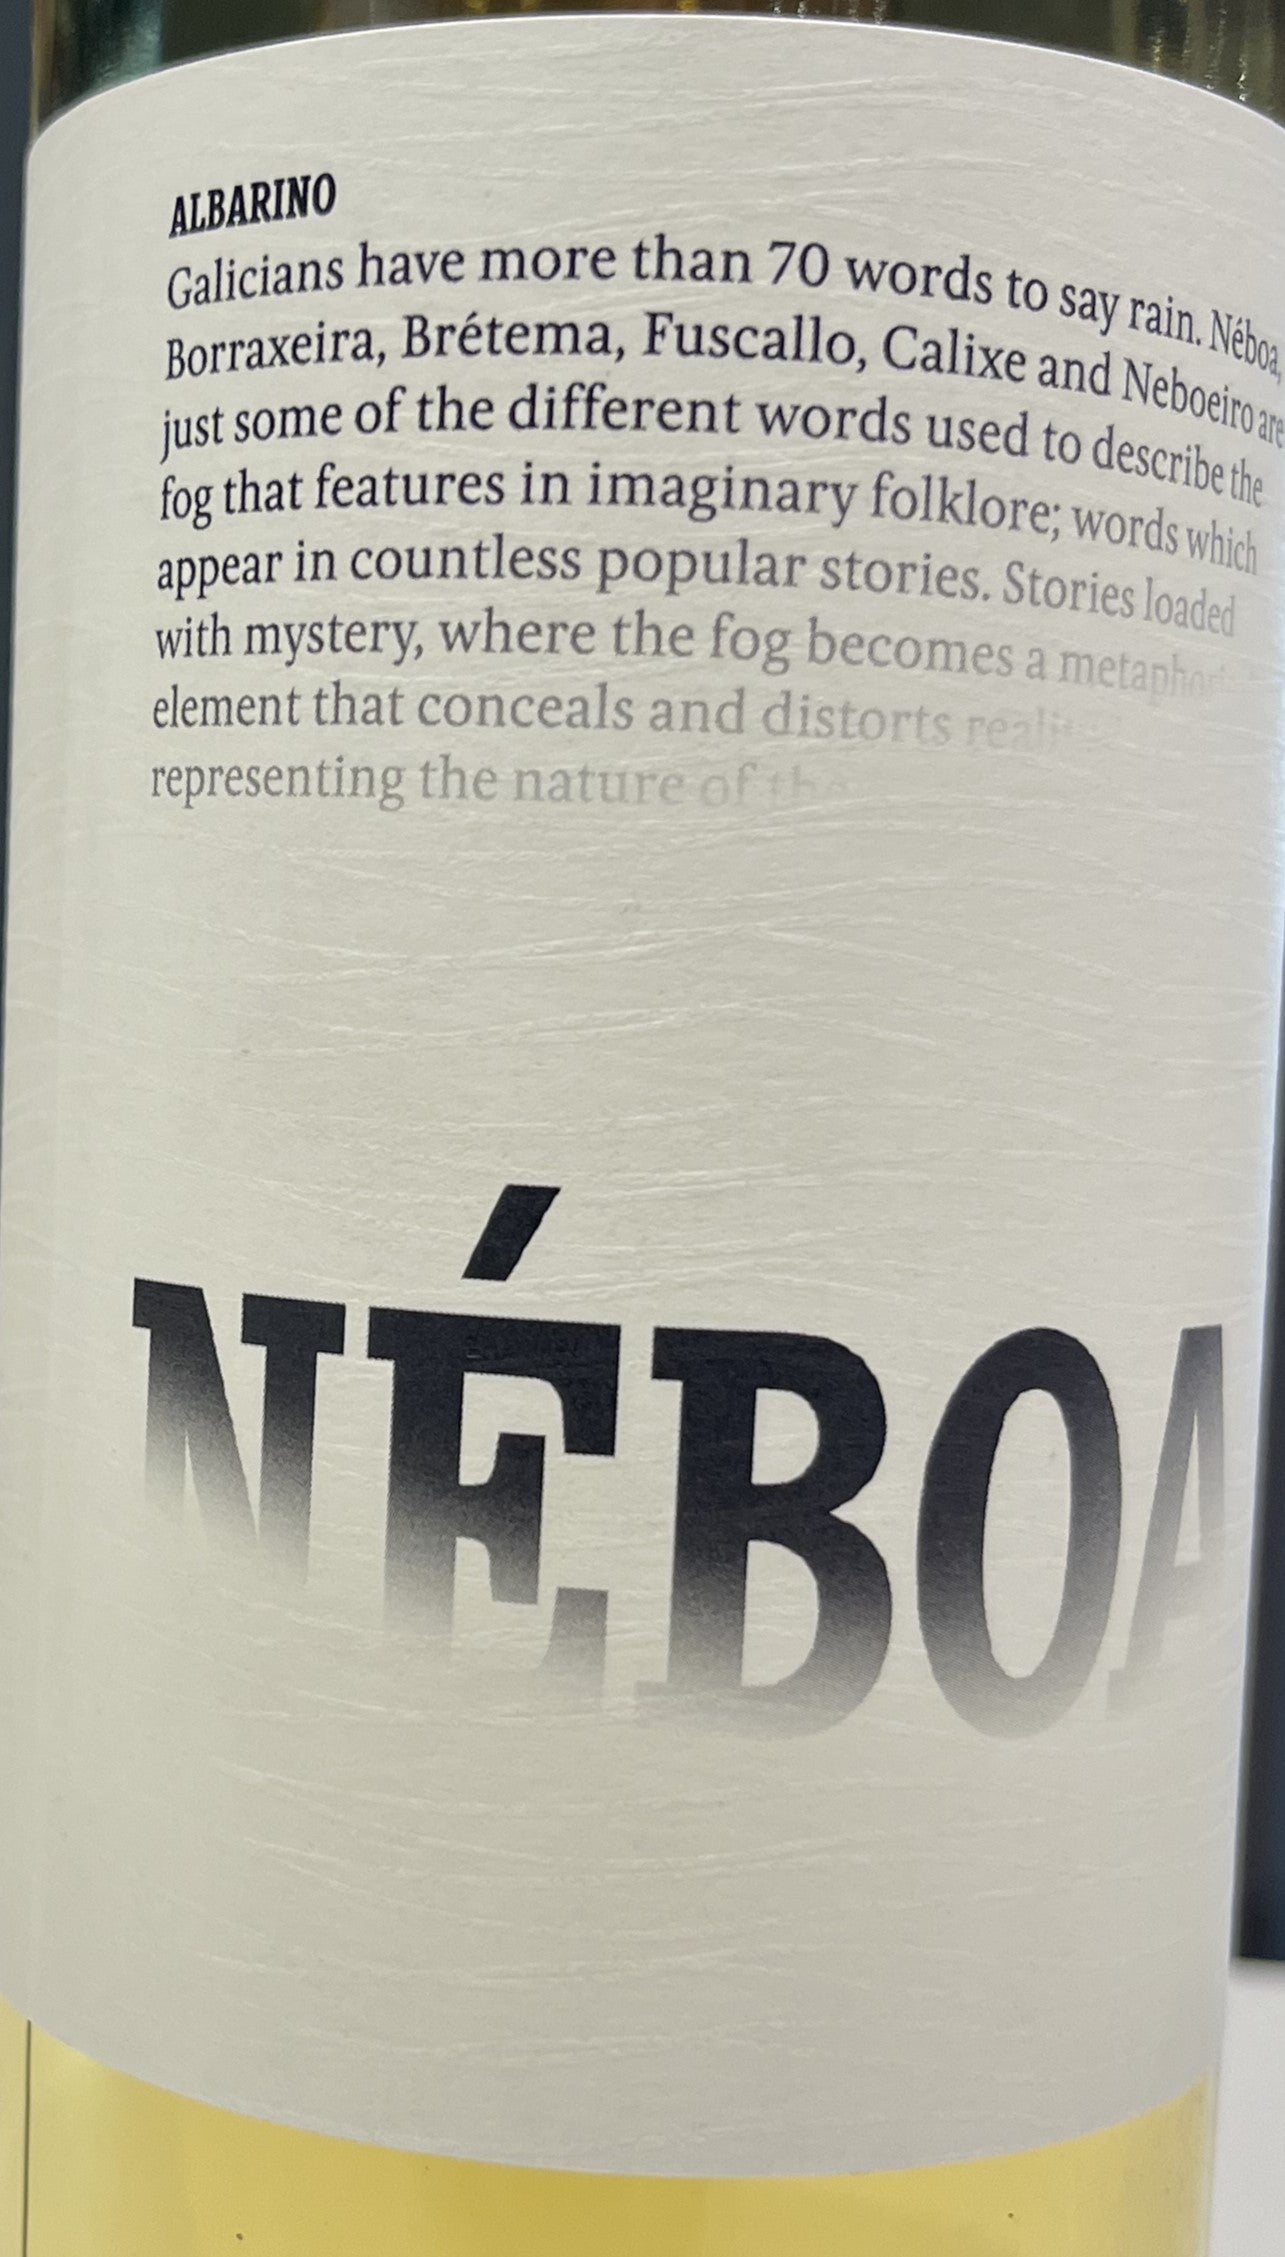 ALBARINO
Galicians have more than 70 words to say rain. Néboa,
Borraxeira, Brétema, Fuscallo, Calixe and Neboeiro are
just some of the different words used to describe the
fog that features in imaginary folklore; words which
appear in countless popular stories. Stories loaded
with mystery, where the fog becomes a
element that conceals and distorts
representing the nature of the
NÉBOA